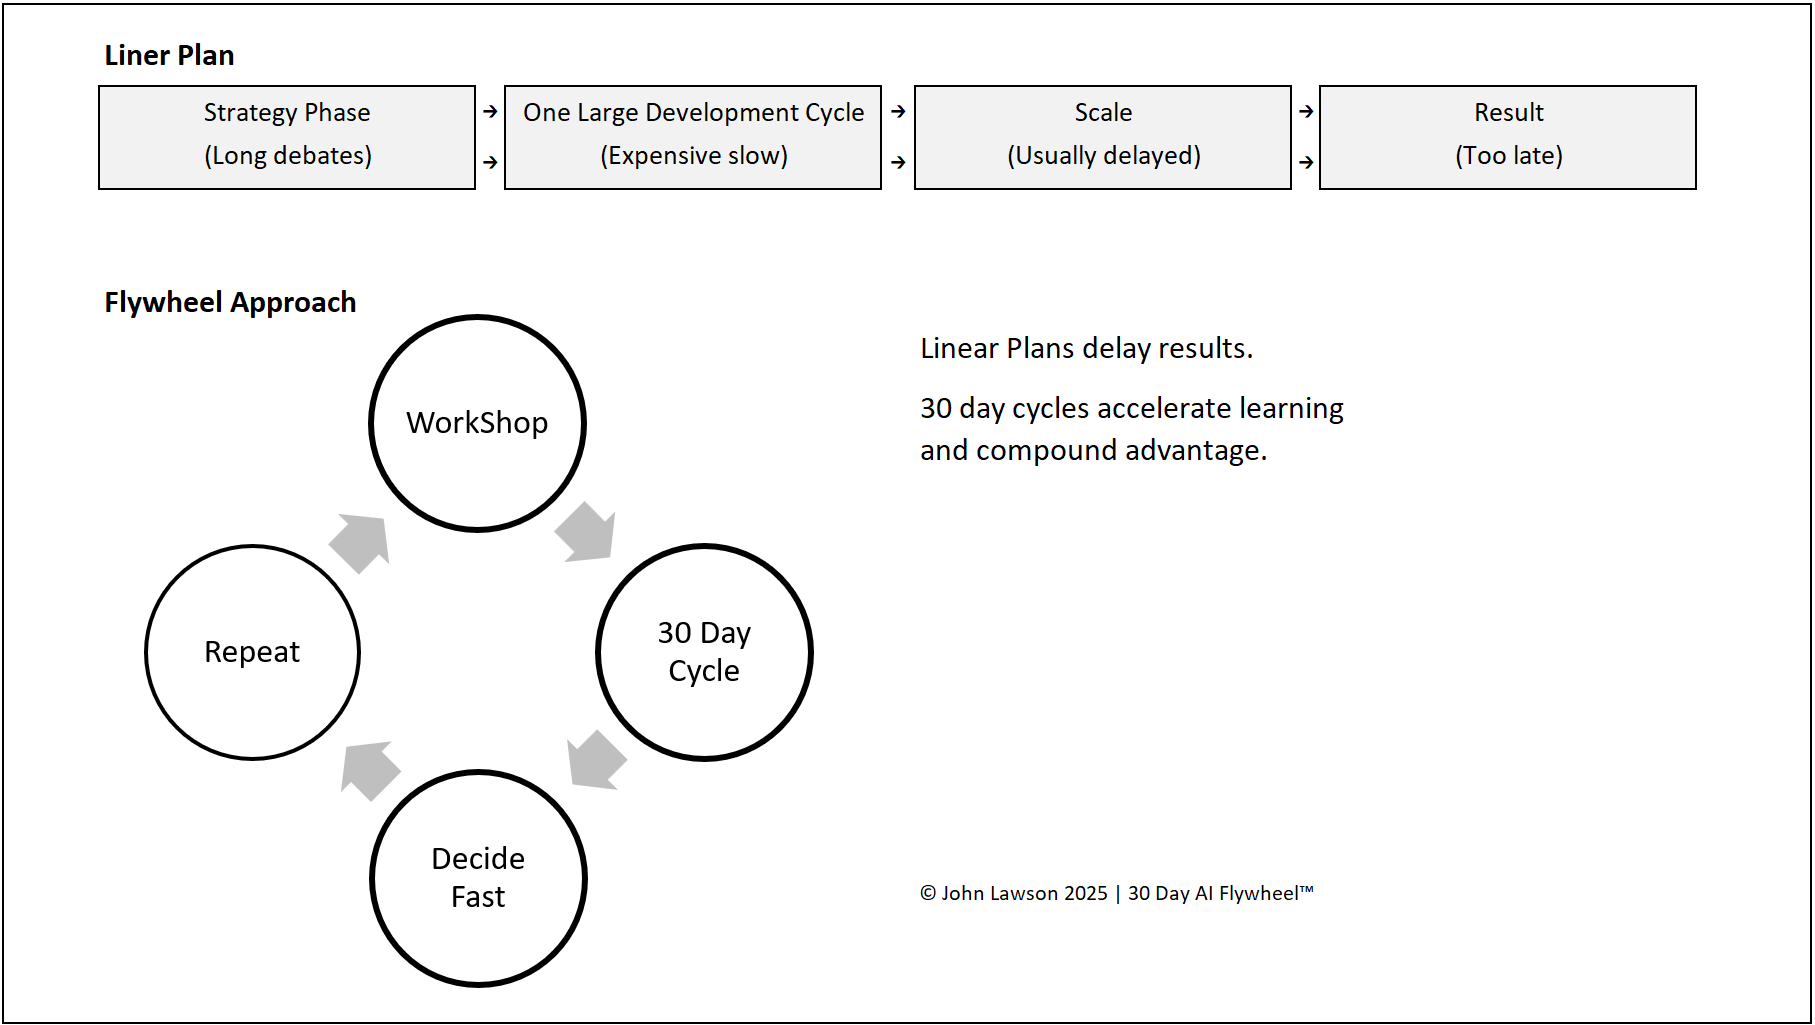 Liner Plan
Strategy Phase
(Long debates)
→
→
One Large Development Cycle
(Expensive slow)
→
→
Scale
(Usually delayed)
→
→
Result
(Too late)
Flywheel Approach
WorkShop
30 Day
Cycle
Decide
Fast
Repeat
Linear Plans delay results.
30 day cycles accelerate learning
and compound advantage.
© John Lawson 2025 | 30 Day AI Flywheel™